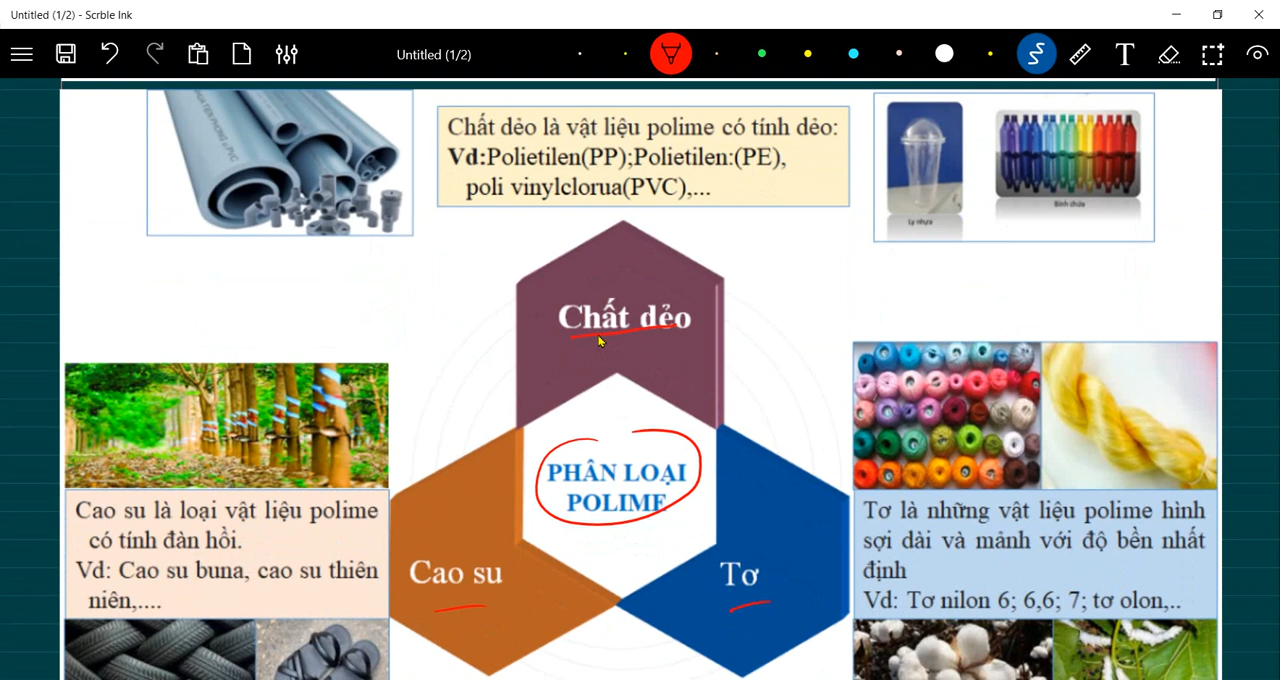 Untitled (1/2) - Scrble Ink
Untitled (1/2)
T
Chất dẻo là vật liệu polime có tính dẻo:
Vd:Polietilen(PP);Polietilen:(PE),
poli vinylclorua(PVC),...
Ly nhựa
Bình chứa
Chất dẻo
PHÂN LOẠI
POLIME
Cao su
Tơ
Cao su là loại vật liệu polime
có tính đàn hồi.
Vd: Cao su buna, cao su thiên
niên,....
Tơ là những vật liệu polime hình
sợi dài và mảnh với độ bền nhất
định
Vd: Tơ nilon 6; 6,6; 7; tơ olon,..